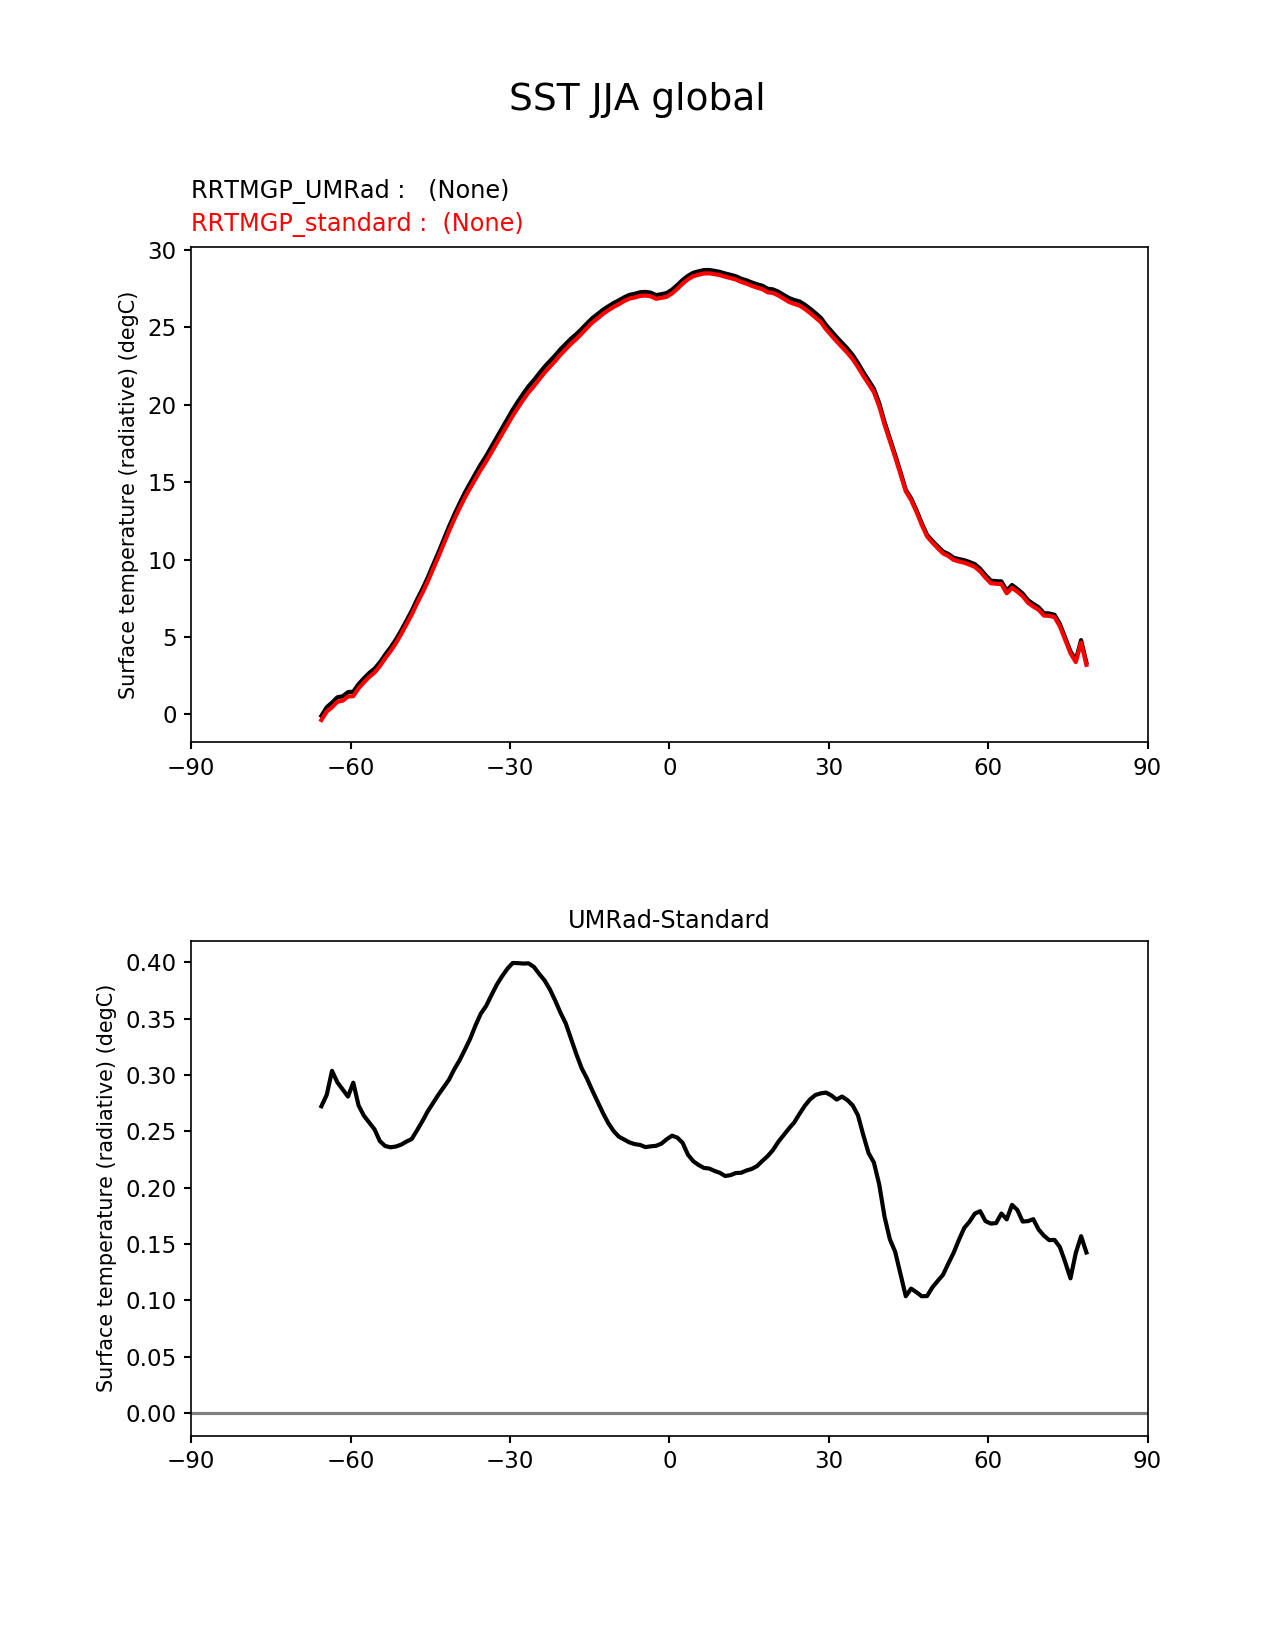 SST JJA global
RRTMGP_UMRad :   (None)
RRTMGP_standard :  (None)
Surface temperature (radiative) (degC)
30
25
20
15
10
5
0
−90 −60 −30 0 30 60 90
UMRad-Standard
Surface temperature (radiative) (degC)
0.40
0.35
0.30
0.25
0.20
0.15
0.10
0.05
0.00
−90 −60 −30 0 30 60 90